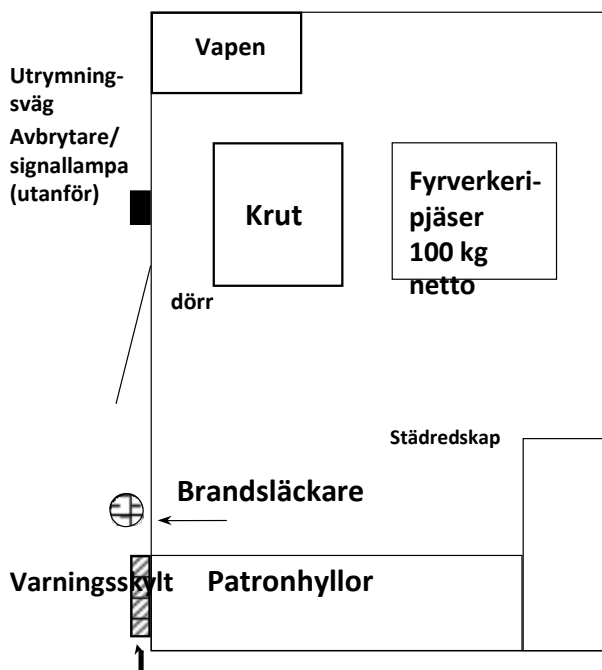 Vapen
Utrymning-
sväg
Avbrytare/
signallampa
(utanför)
Krut
Fyrverkeri-
pjäser
100 kg
netto
dörr
Städredskap
Brandsläckare
Varningsskylt
Patronhyllor